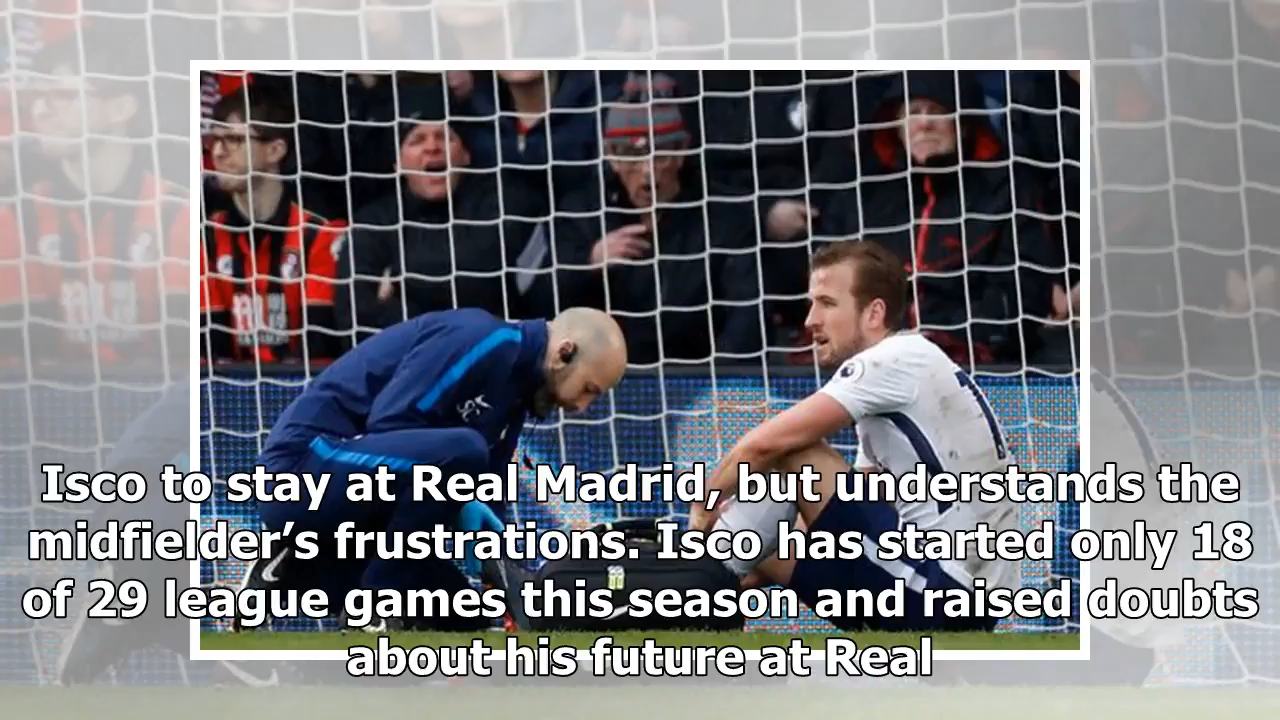 Isco to stay at Real Madrid, but understands the
midfielder’s frustrations. Isco has started only 18
of 29 league games this season and raised doubts
about his future at Real